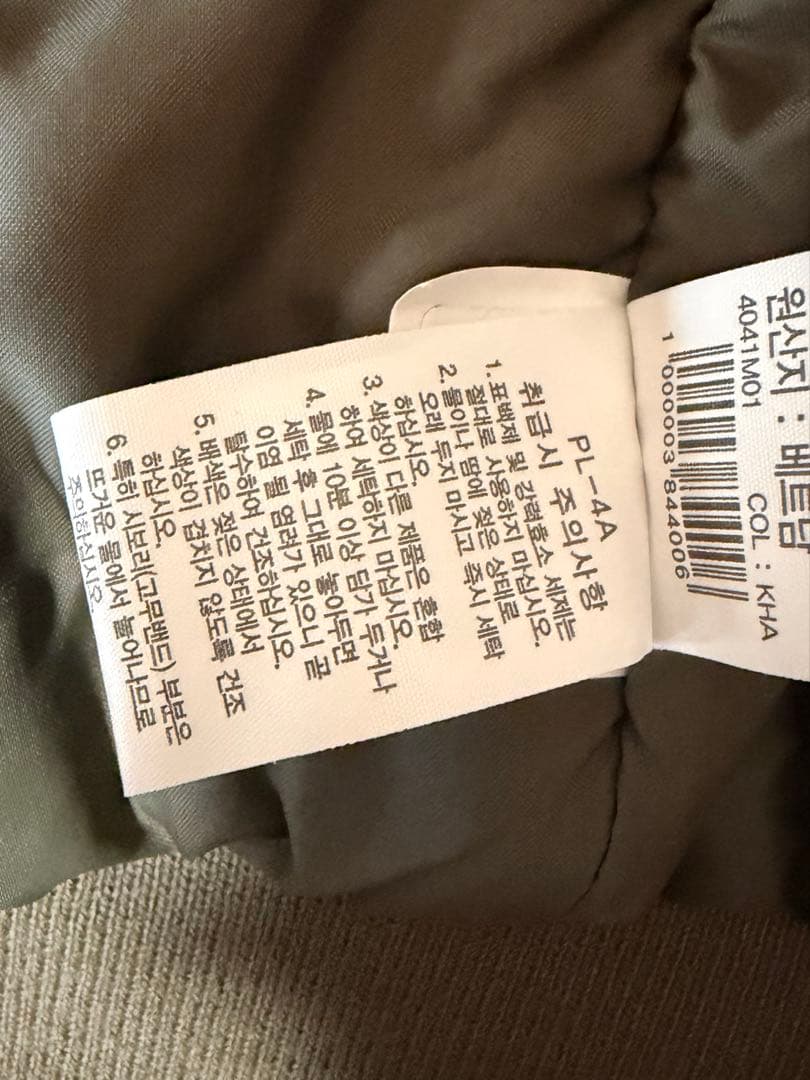 원산지 : 베트남
4041M01
COL : KHA
1 000003 844006
PL-4A
취급시 주의사항
1. 표백제 및 강력효소 세제는
절대로 사용하지 마십시오.
2. 물이나 땀에 젖은 상태로
오래 두지 마시고 즉시 세탁
하십시오.
3. 색상이 다른 제품은 혼합
하여 세탁하지 마십시오.
4. 물에 10분 이상 담가 두거나
세탁 후 그대로 놓아두면
이염 될 염려가 있으니 곧
탈수하여 건조하십시오.
5. 배색은 젖은 상태에서
색상이 겹치지 않도록 건조
하십시오.
6. 특히 시보리(고무밴드) 부분은
뜨거운 물에서 늘어나므로
주의하십시오.